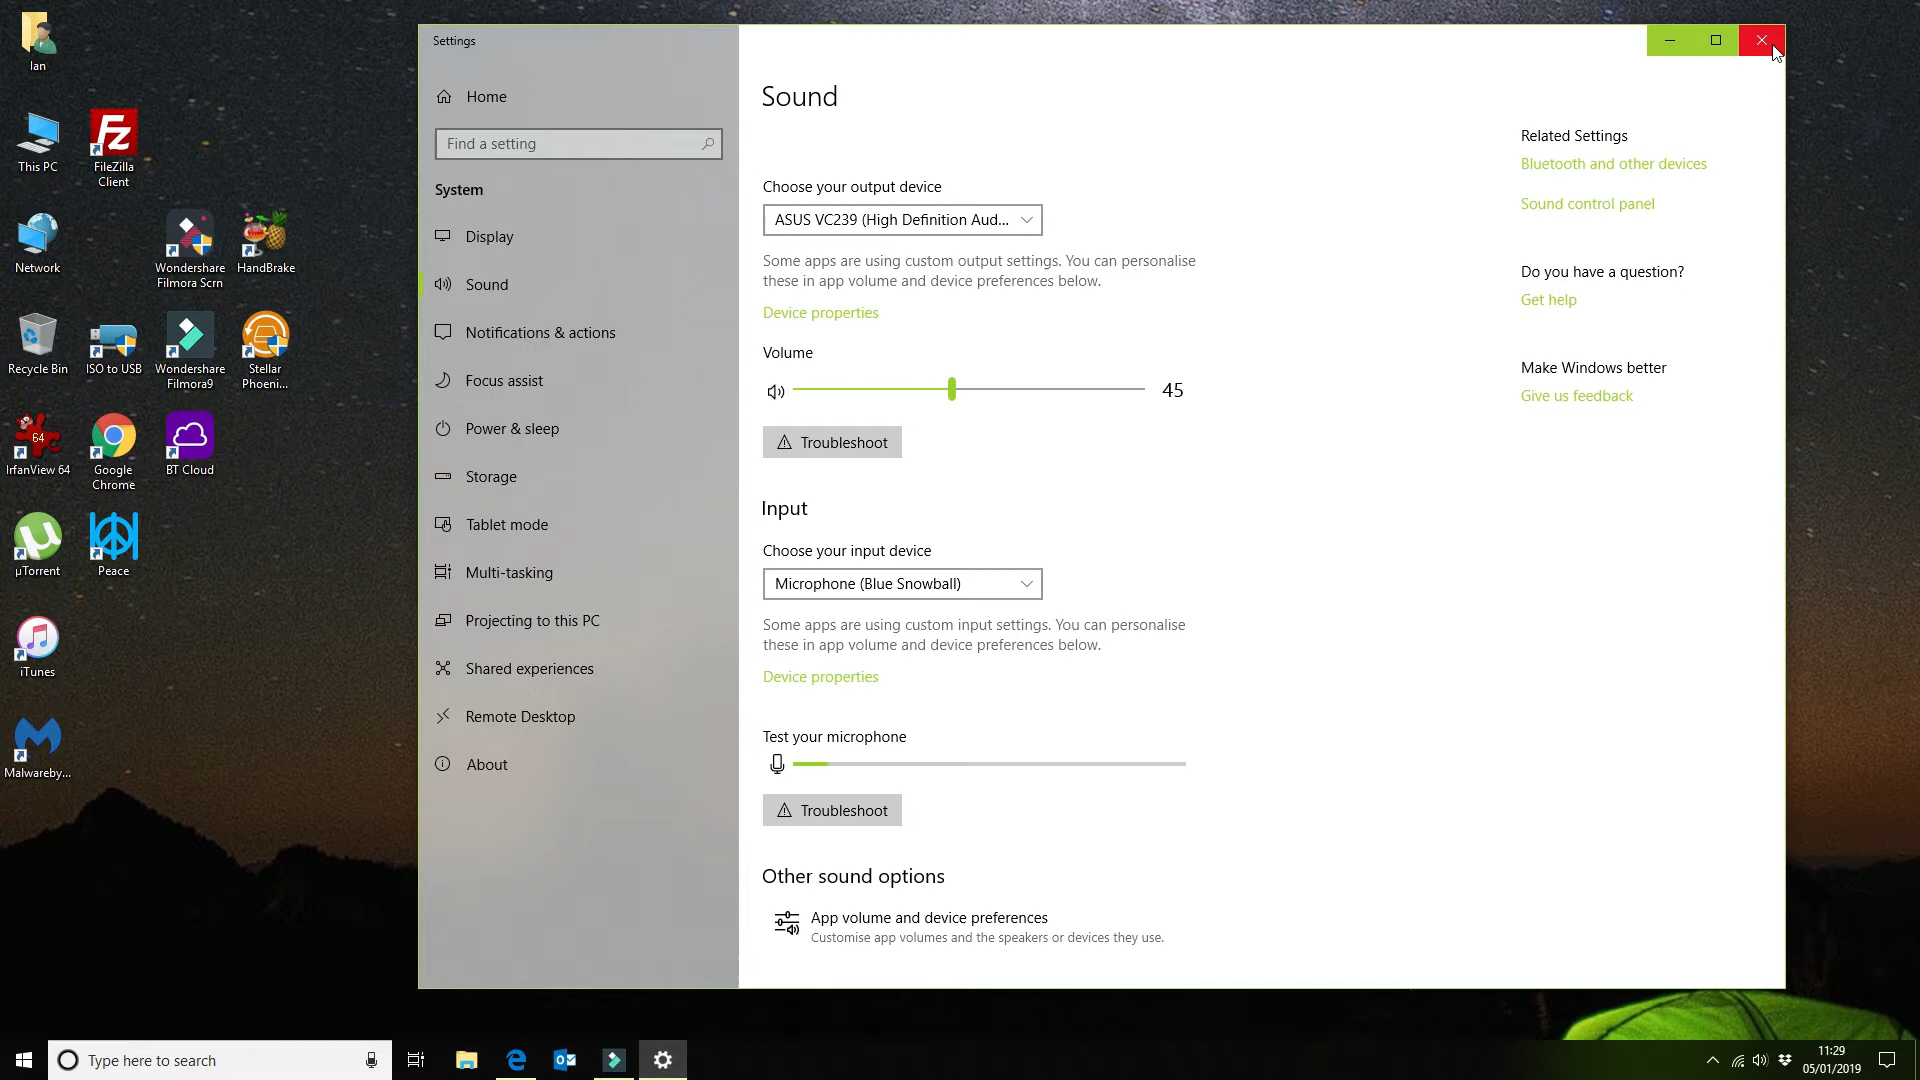 Ian
This PC
FileZilla
Client
Network
Wondershare
Filmora Scrn
HandBrake
Recycle Bin
ISO to USB
Wondershare
Filmora9
Stellar
Phoeni...
64
IrfanView 64
Google
Chrome
BT Cloud
µTorrent
Peace
iTunes
Malwareby...
Settings
Home
Find a setting
System
Display
Sound
Notifications & actions
Focus assist
Power & sleep
Storage
Tablet mode
Multi-tasking
Projecting to this PC
Shared experiences
Remote Desktop
About
Sound
Choose your output device
ASUS VC239 (High Definition Aud...
Some apps are using custom output settings. You can personalise
these in app volume and device preferences below.
Device properties
Volume
45
Troubleshoot
Input
Choose your input device
Microphone (Blue Snowball)
Some apps are using custom input settings. You can personalise
these in app volume and device preferences below.
Device properties
Test your microphone
Troubleshoot
Other sound options
App volume and device preferences
Customise app volumes and the speakers or devices they use.
Related Settings
Bluetooth and other devices
Sound control panel
Do you have a question?
Get help
Make Windows better
Give us feedback
Type here to search
11:29
05/01/2019